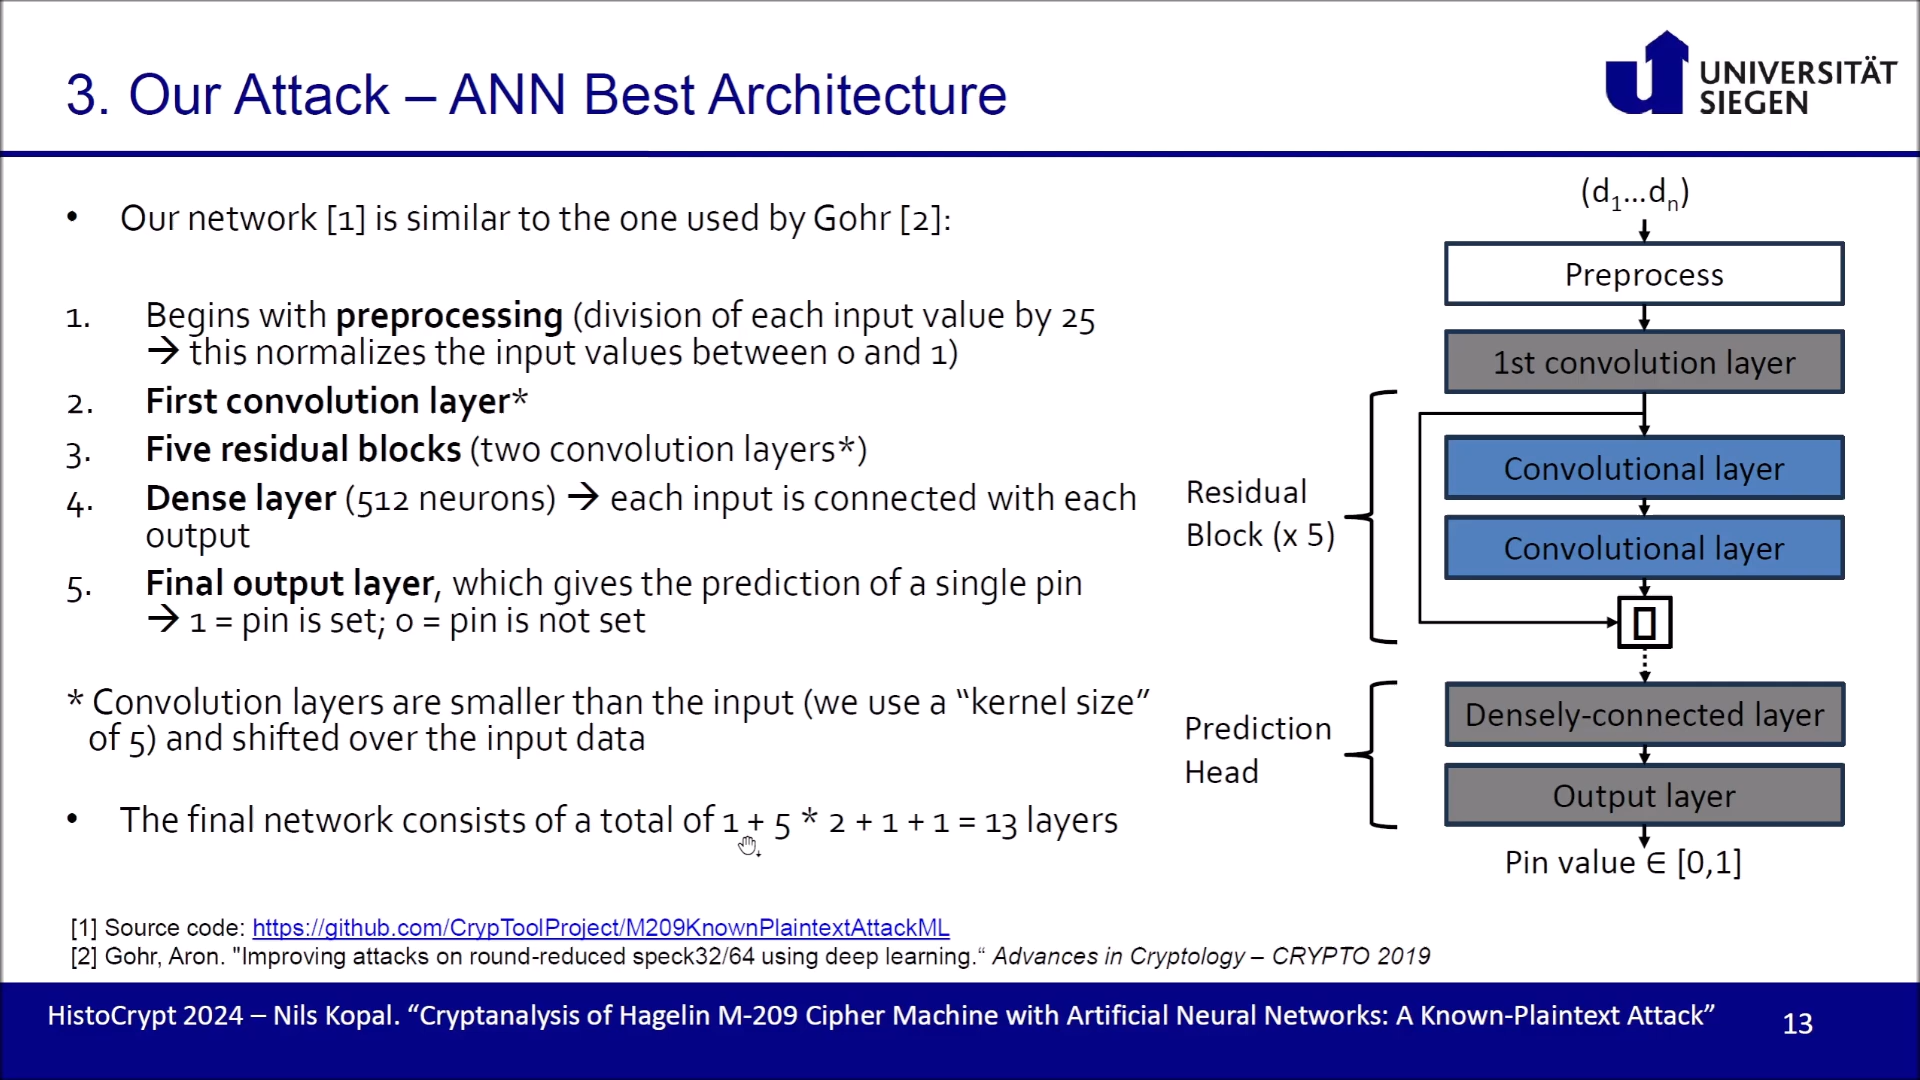 3. Our Attack – ANN Best Architecture
UNIVERSITÄT
SIEGEN
• Our network [1] is similar to the one used by Gohr [2]:
1. Begins with preprocessing (division of each input value by 25
→ this normalizes the input values between 0 and 1)
2. First convolution layer*
3. Five residual blocks (two convolution layers*)
4. Dense layer (512 neurons) → each input is connected with each
output
5. Final output layer, which gives the prediction of a single pin
→ 1 = pin is set; 0 = pin is not set
* Convolution layers are smaller than the input (we use a “kernel size”
of 5) and shifted over the input data
• The final network consists of a total of 1 + 5 * 2 + 1 + 1 = 13 layers
(d1...dn)
Preprocess
1st convolution layer
Residual
Block (x 5)
Convolutional layer
Convolutional layer
Prediction
Head
Densely-connected layer
Output layer
Pin value ∈ [0,1]
[1] Source code: https://github.com/CrypToolProject/M209KnownPlaintextAttackML
[2] Gohr, Aron. "Improving attacks on round-reduced speck32/64 using deep learning.“ Advances in Cryptology – CRYPTO 2019
HistoCrypt 2024 – Nils Kopal. “Cryptanalysis of Hagelin M-209 Cipher Machine with Artificial Neural Networks: A Known-Plaintext Attack”
13